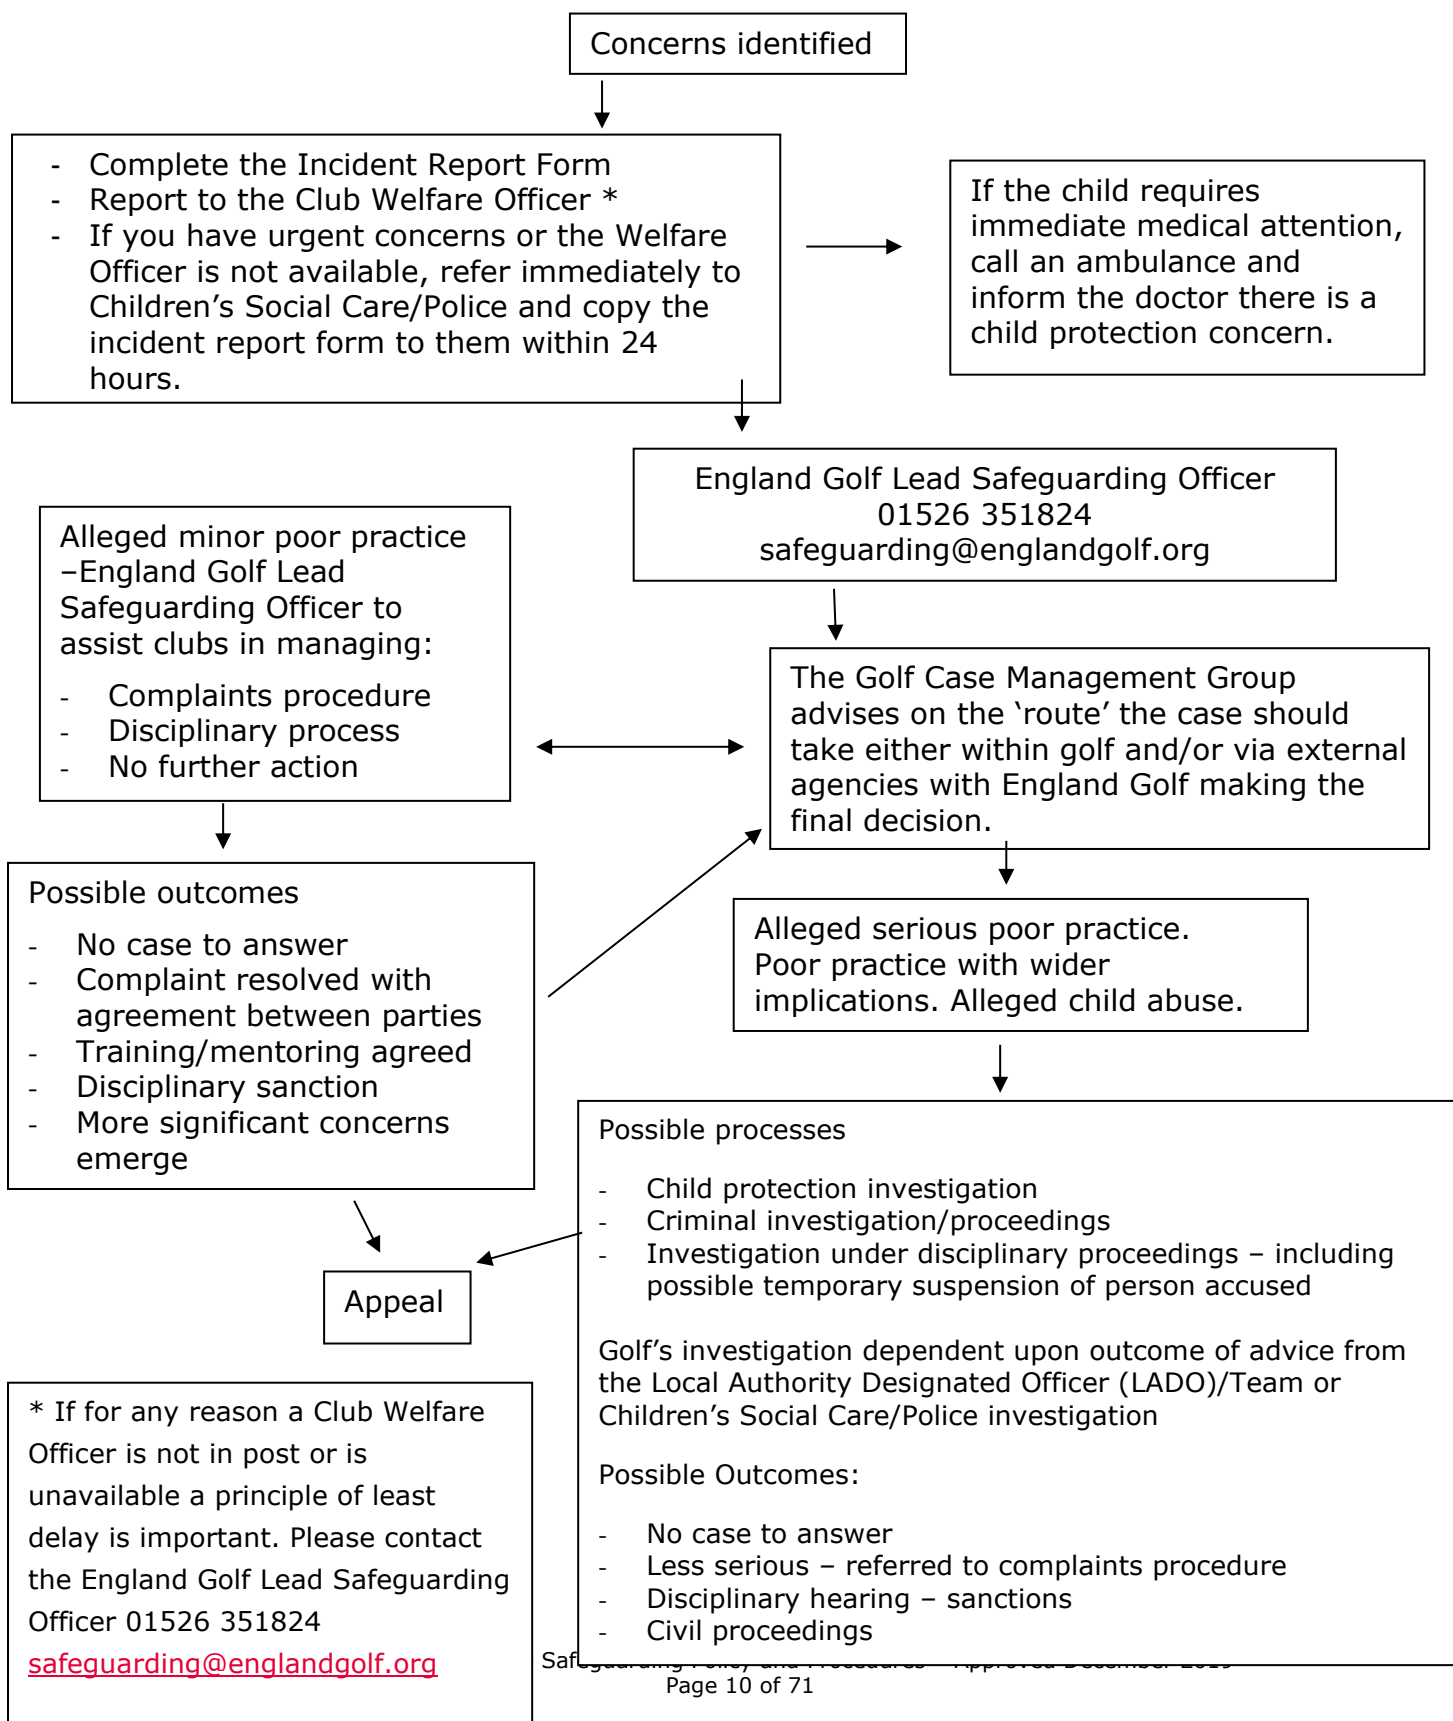 Concerns identified
- Complete the Incident Report Form
- Report to the Club Welfare Officer *
- If you have urgent concerns or the Welfare
Officer is not available, refer immediately to
Children’s Social Care/Police and copy the
incident report form to them within 24
hours.
If the child requires
immediate medical attention,
call an ambulance and
inform the doctor there is a
child protection concern.
England Golf Lead Safeguarding Officer
01526 351824
safeguarding@englandgolf.org
Alleged minor poor practice
–England Golf Lead
Safeguarding Officer to
assist clubs in managing:
- Complaints procedure
- Disciplinary process
- No further action
The Golf Case Management Group
advises on the ‘route’ the case should
take either within golf and/or via external
agencies with England Golf making the
final decision.
Possible outcomes
- No case to answer
- Complaint resolved with
agreement between parties
- Training/mentoring agreed
- Disciplinary sanction
- More significant concerns
emerge
Alleged serious poor practice.
Poor practice with wider
implications. Alleged child abuse.
Possible processes
- Child protection investigation
- Criminal investigation/proceedings
- Investigation under disciplinary proceedings – including
possible temporary suspension of person accused
Golf’s investigation dependent upon outcome of advice from
the Local Authority Designated Officer (LADO)/Team or
Children’s Social Care/Police investigation
Possible Outcomes:
- No case to answer
- Less serious – referred to complaints procedure
- Disciplinary hearing – sanctions
- Civil proceedings
Appeal
* If for any reason a Club Welfare
Officer is not in post or is
unavailable a principle of least
delay is important. Please contact
the England Golf Lead Safeguarding
Officer 01526 351824
safeguarding@englandgolf.org
Safeguarding Policy and Procedures – Approved December 2019
Page 10 of 71